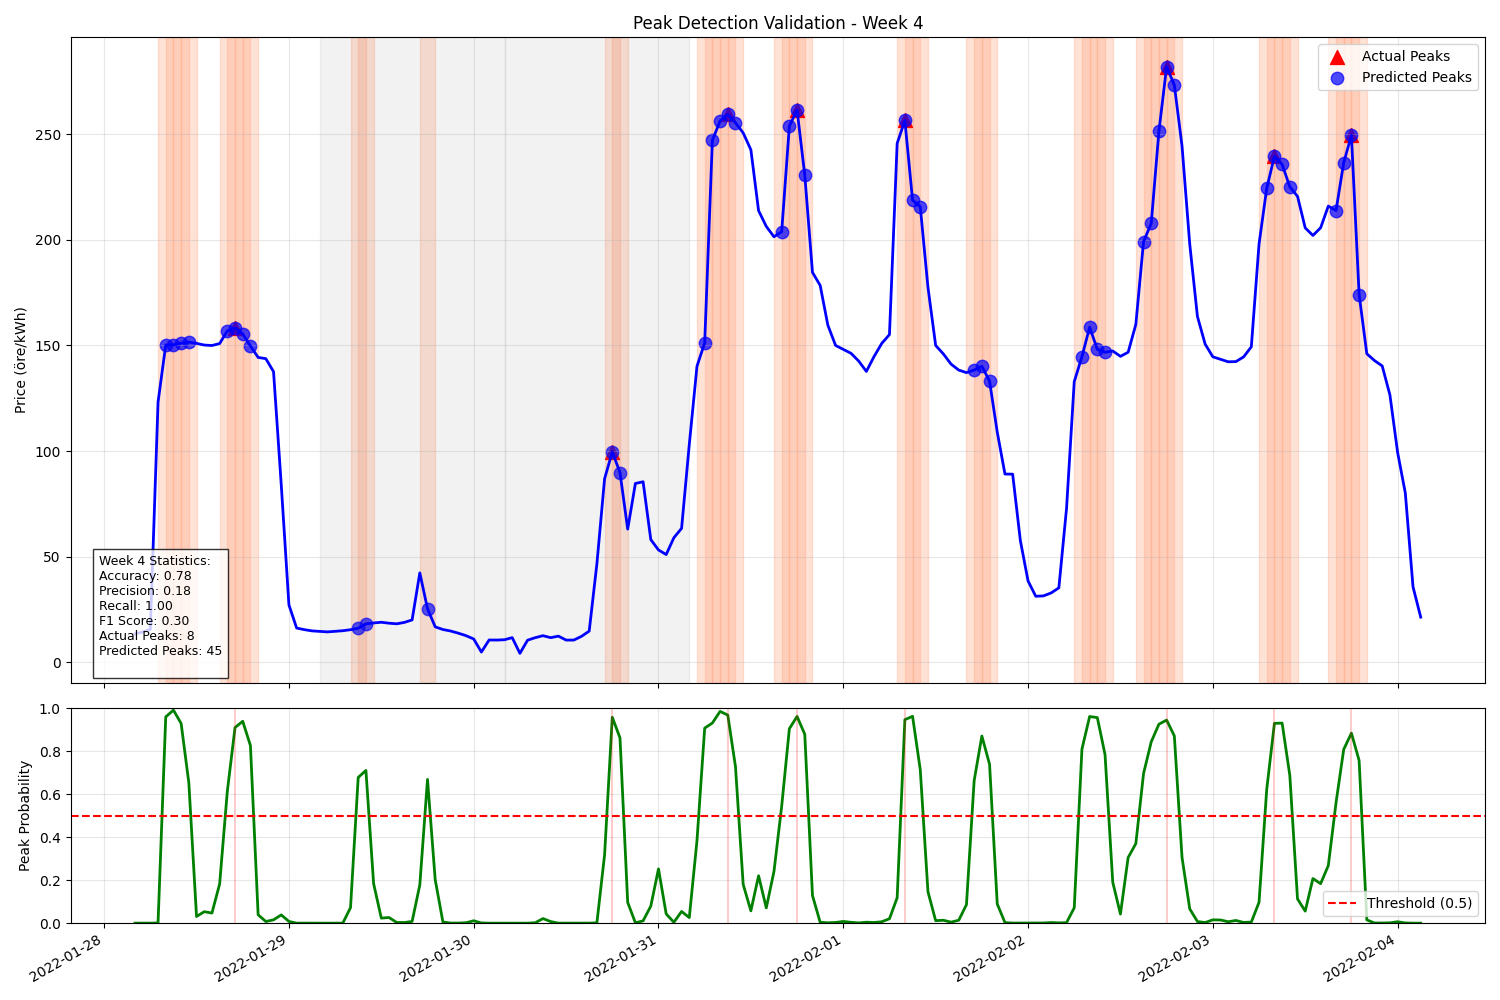 Peak Detection Validation - Week 4
Price (öre/kWh)
250
200
150
100
50
0
Actual Peaks
Predicted Peaks
Week 4 Statistics:
Accuracy: 0.78
Precision: 0.18
Recall: 1.00
F1 Score: 0.30
Actual Peaks: 8
Predicted Peaks: 45
Peak Probability
1.0
0.8
0.6
0.4
0.2
0.0
Threshold (0.5)
2022-01-28
2022-01-29
2022-01-30
2022-01-31
2022-02-01
2022-02-02
2022-02-03
2022-02-04